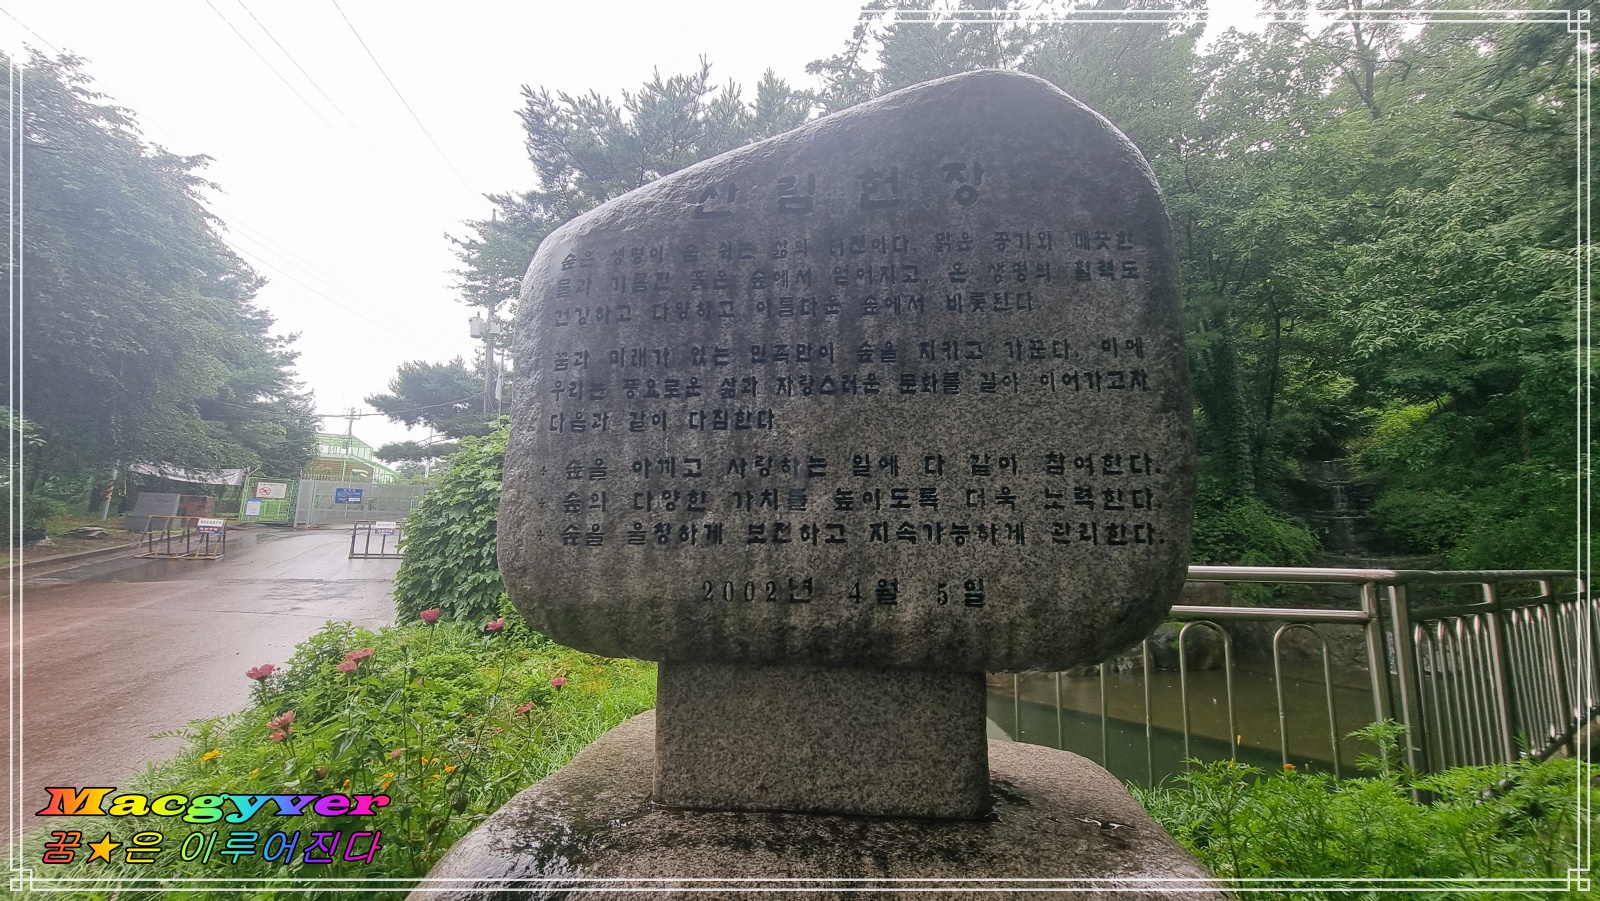 산림헌장
숲은 생명이 숨 쉬는 삶의 터전이다. 맑은 공기와 깨끗한
물과 기름진 흙은 숲에서 얻어지고, 온 생명의 활력도
건강하고 다양하고 아름다운 숲에서 비롯된다
꿈과 미래가 있는 민족만이 숲을 지키고 가꾼다. 이에
우리는 풍요로운 삶과 자랑스러운 문화를 길이 이어가고자
다음과 같이 다짐한다
숲을 아끼고 사랑하는 일에 다 같이 참여한다.
숲의 다양한 가치를 높이도록 더욱 노력한다.
숲을 울창하게 보전하고 지속가능하게 관리한다.
2002년 4월 5일
Macgyver
꿈★은 이루어진다